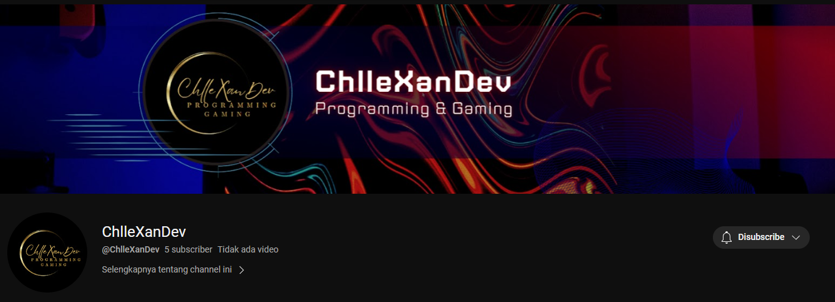 ChlleXanDev
PROGRAMMING
GAMING
ChlleXanDev
Programming & Gaming
ChlleXanDev
PROGRAMMING
GAMING
ChlleXanDev
@ChlleXanDev 5 subscriber Tidak ada video
Selengkapnya tentang channel ini
Disubscribe